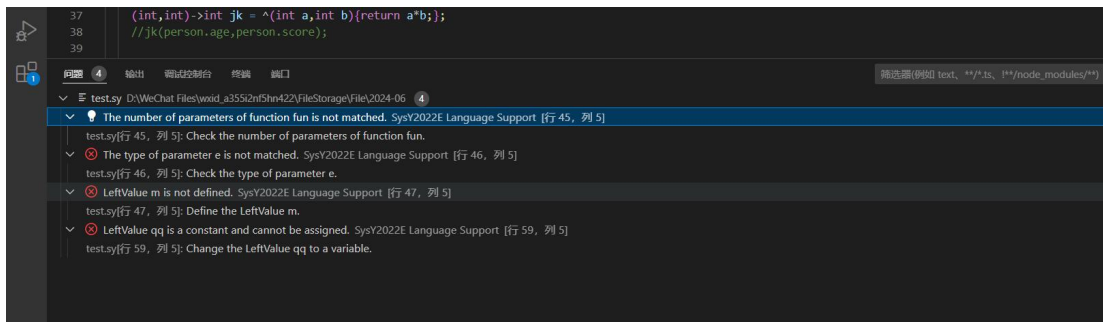 37 (int,int)->int jk = ^(int a,int b){return a*b;};
38 //jk(person.age,person.score);
39
问题 4 输出 调试控制台 终端 端口 筛选器(例如 text、**/*.ts、!**/node_modules/**)
test.sy D:\WeChat Files\wxid_a355i2nf5hn422\FileStorage\File\2024-06 4
1
The number of parameters of function fun is not matched. SysY2022E Language Support [行 45，列 5]
test.sy[行 45，列 5]: Check the number of parameters of function fun.
The type of parameter e is not matched. SysY2022E Language Support [行 46，列 5]
test.sy[行 46，列 5]: Check the type of parameter e.
LeftValue m is not defined. SysY2022E Language Support [行 47，列 5]
test.sy[行 47，列 5]: Define the LeftValue m.
LeftValue qq is a constant and cannot be assigned. SysY2022E Language Support [行 59，列 5]
test.sy[行 59，列 5]: Change the LeftValue qq to a variable.